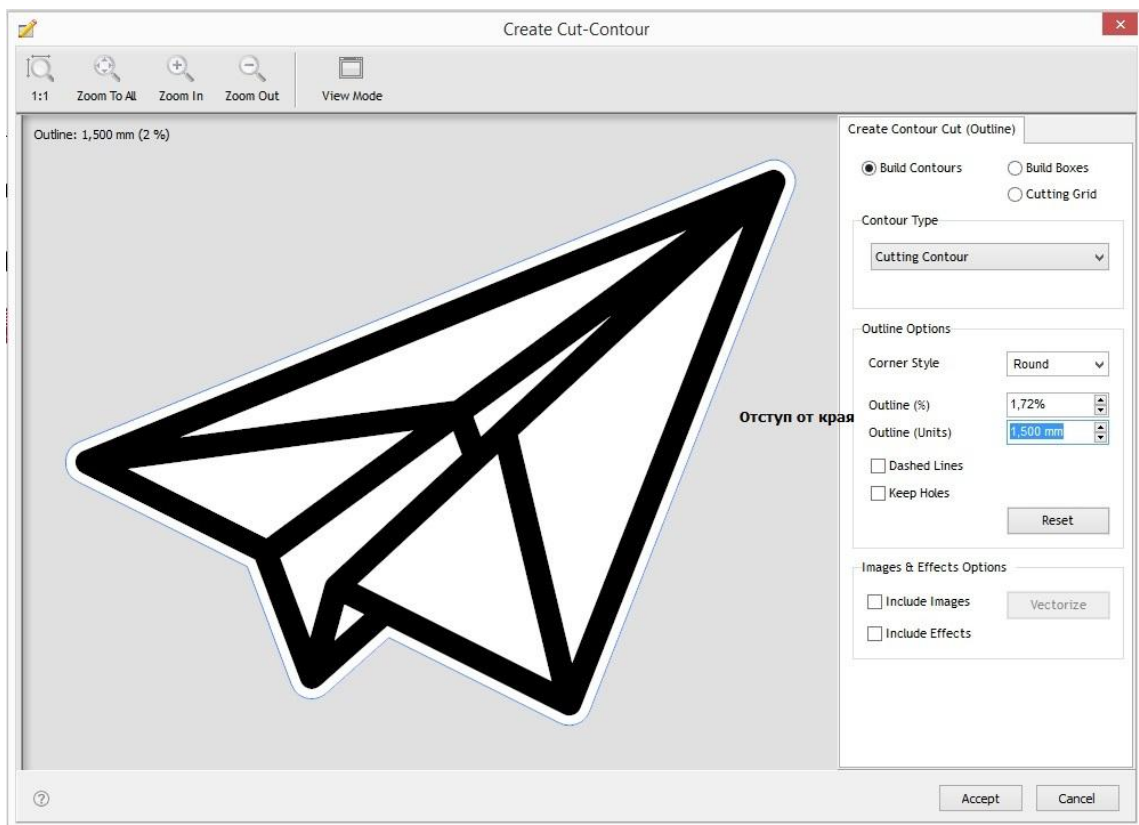 Create Cut-Contour
1:1 Zoom To All Zoom In Zoom Out View Mode
Outline: 1,500 mm (2 %)
Create Contour Cut (Outline)
Build Contours Build Boxes
Cutting Grid
Contour Type
Cutting Contour
Outline Options
Corner Style Round
Outline (%) 1,72%
Отступ от края
Outline (Units) 1,500 mm
Dashed Lines
Keep Holes
Reset
Images & Effects Options
Include Images Vectorize
Include Effects
Accept Cancel